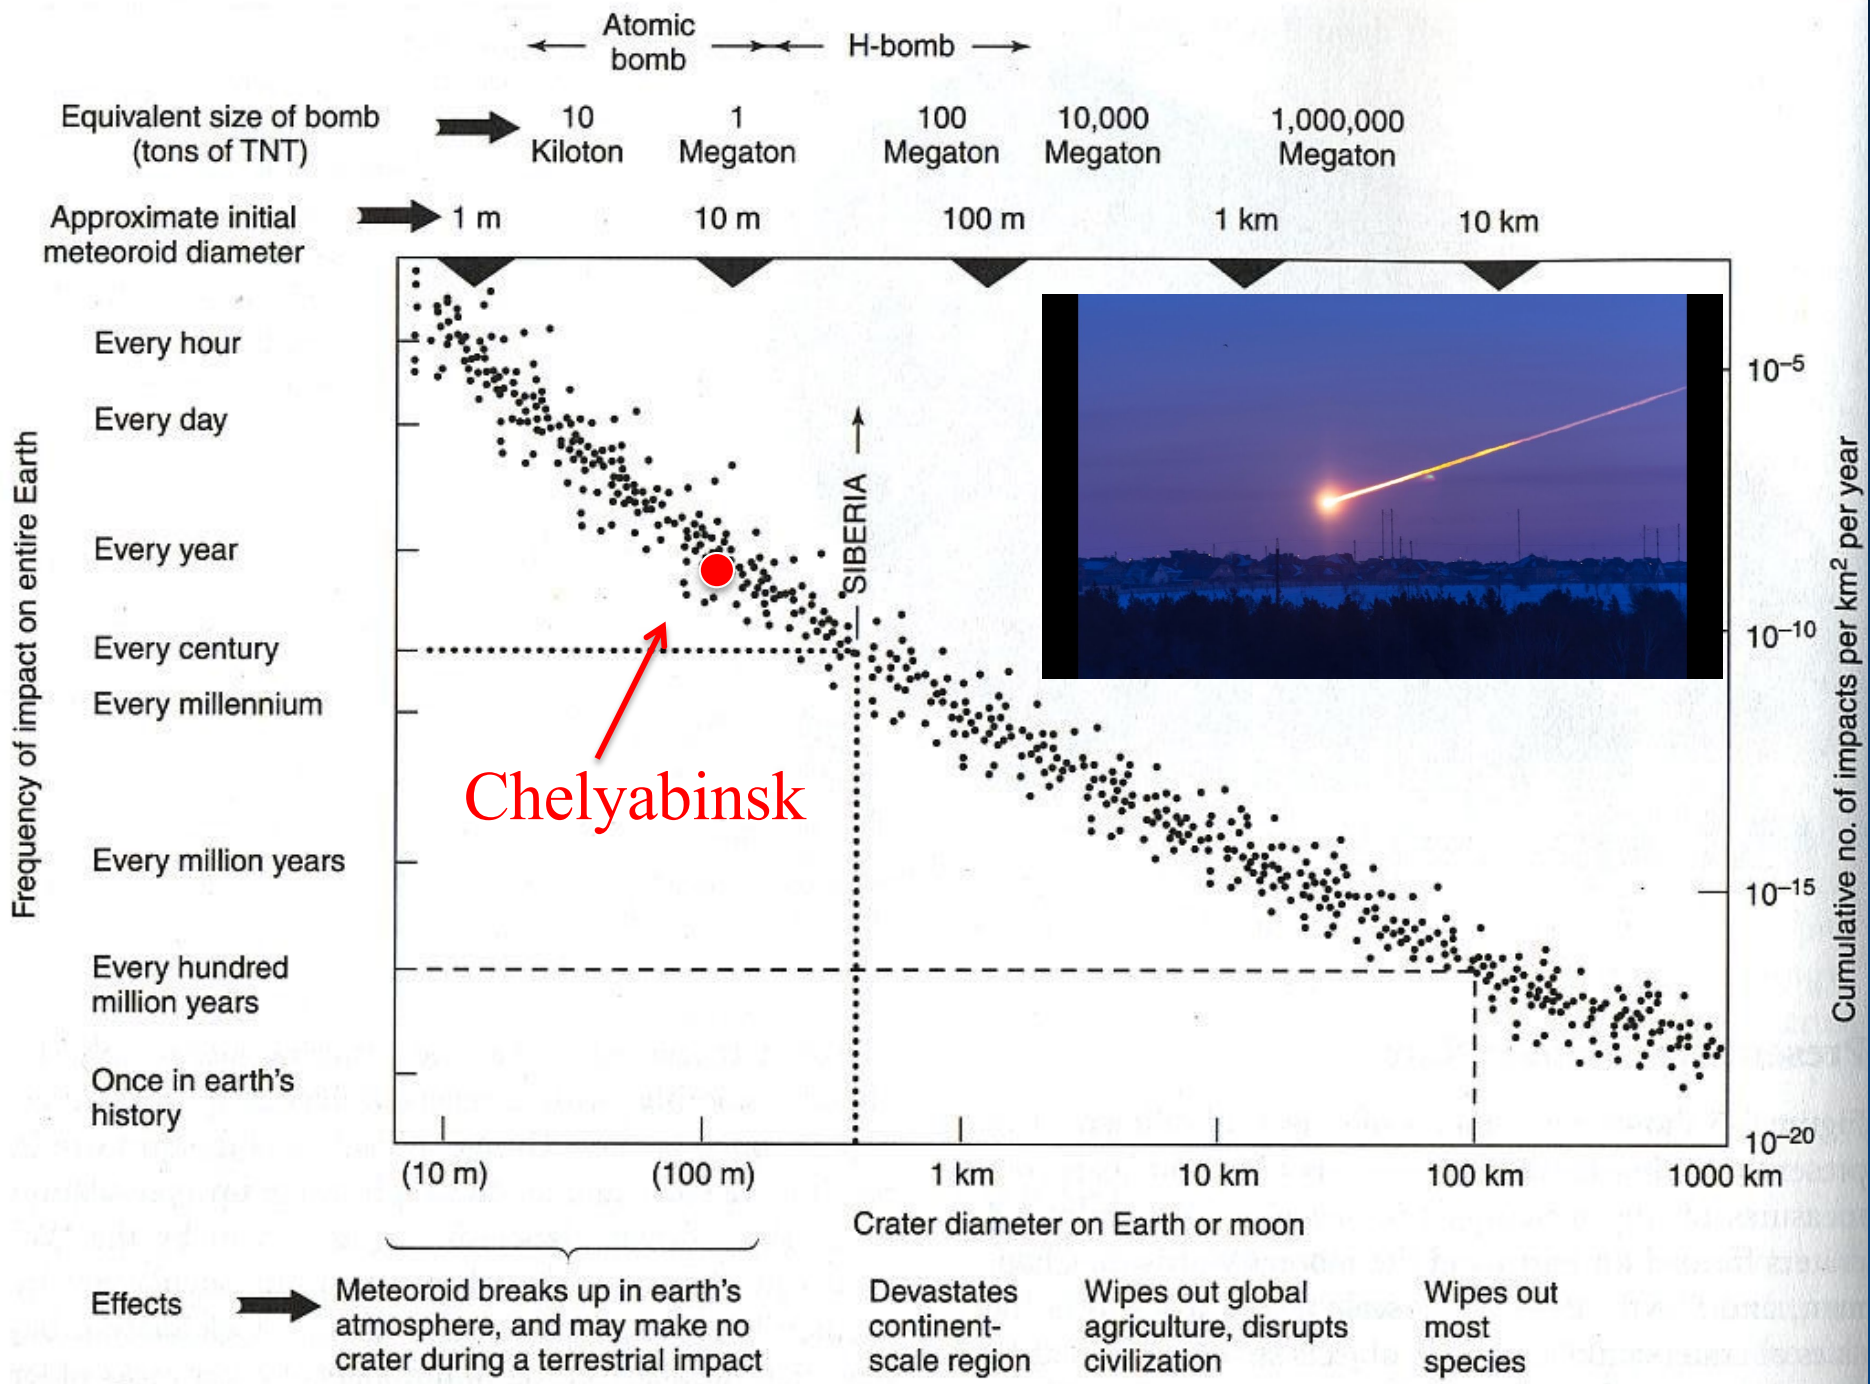 Atomic
bomb
H-bomb
Equivalent size of bomb
(tons of TNT)
10
Kiloton
1
Megaton
100
Megaton
10,000
Megaton
1,000,000
Megaton
Approximate initial
meteoroid diameter
1 m
10 m
100 m
1 km
10 km
Frequency of impact on entire Earth
Every hour
Every day
Every year
Every century
Every millennium
Every million years
Every hundred
million years
Once in earth's
history
SIBERIA
Chelyabinsk
10⁻⁵
10⁻¹⁰
10⁻¹⁵
10⁻²⁰
Cumulative no. of impacts per km² per year
(10 m)
(100 m)
1 km
10 km
100 km
1000 km
Crater diameter on Earth or moon
Effects
Meteoroid breaks up in earth's
atmosphere, and may make no
crater during a terrestrial impact
Devastates
continent-
scale region
Wipes out global
agriculture, disrupts
civilization
Wipes out
most
species